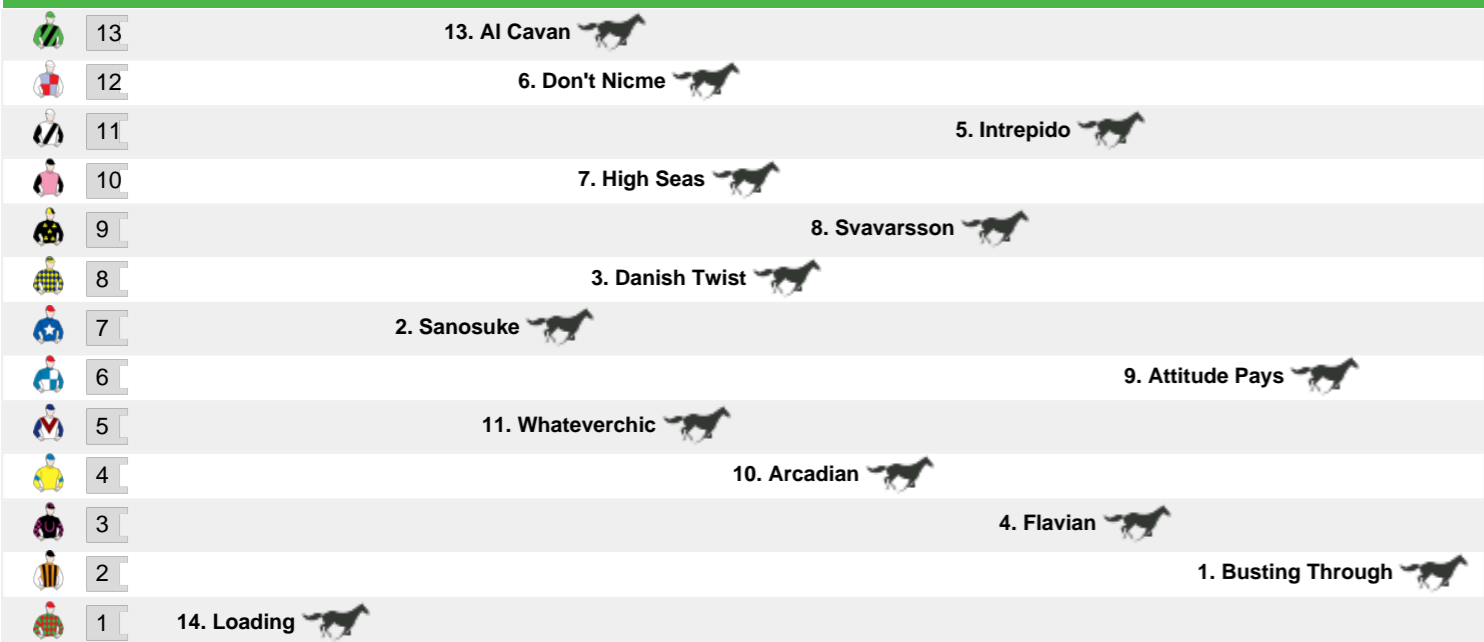 13 13. Al Cavan
12 6. Don't Nicme
11 5. Intrepido
10 7. High Seas
9 8. Svavarsson
8 3. Danish Twist
7 2. Sanosuke
6 9. Attitude Pays
5 11. Whateverchic
4 10. Arcadian
3 4. Flavian
2 1. Busting Through
1 14. Loading